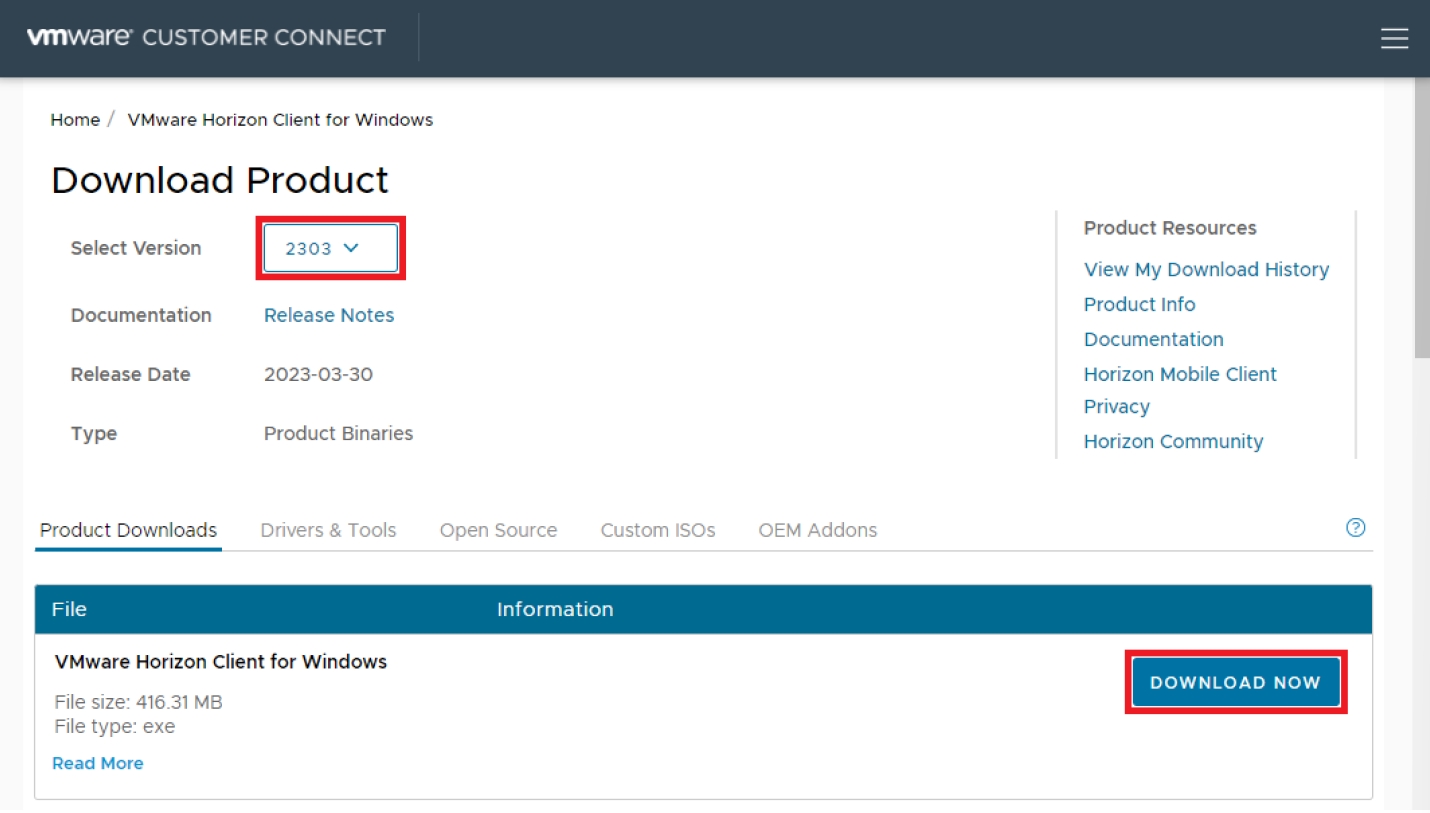 vmware® CUSTOMER CONNECT
Home / VMware Horizon Client for Windows
Download Product
Select Version 2303
Documentation Release Notes
Release Date 2023-03-30
Type Product Binaries
Product Resources
View My Download History
Product Info
Documentation
Horizon Mobile Client
Privacy
Horizon Community
Product Downloads Drivers & Tools Open Source Custom ISOs OEM Addons ?
File Information
VMware Horizon Client for Windows
File size: 416.31 MB
File type: exe
Read More
DOWNLOAD NOW